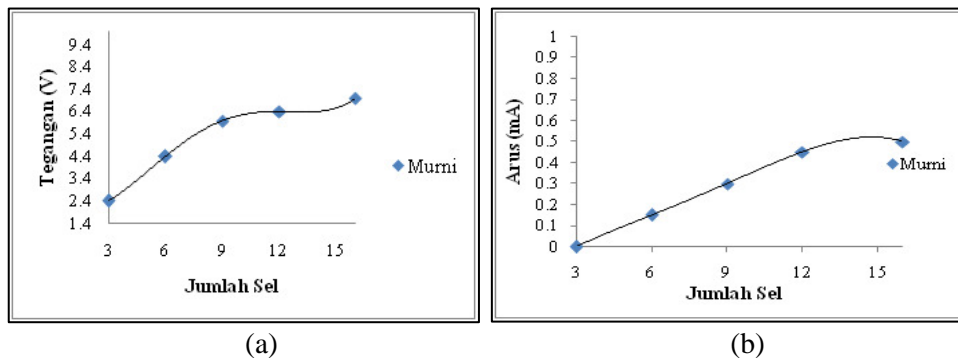 Tegangan (V)
9.4
8.4
7.4
6.4
5.4
4.4
3.4
2.4
1.4
3 6 9 12 15
Jumlah Sel
Murni
(a)
Arus (mA)
1
0.9
0.8
0.7
0.6
0.5
0.4
0.3
0.2
0.1
0
3 6 9 12 15
Jumlah Sel
Murni
(b)